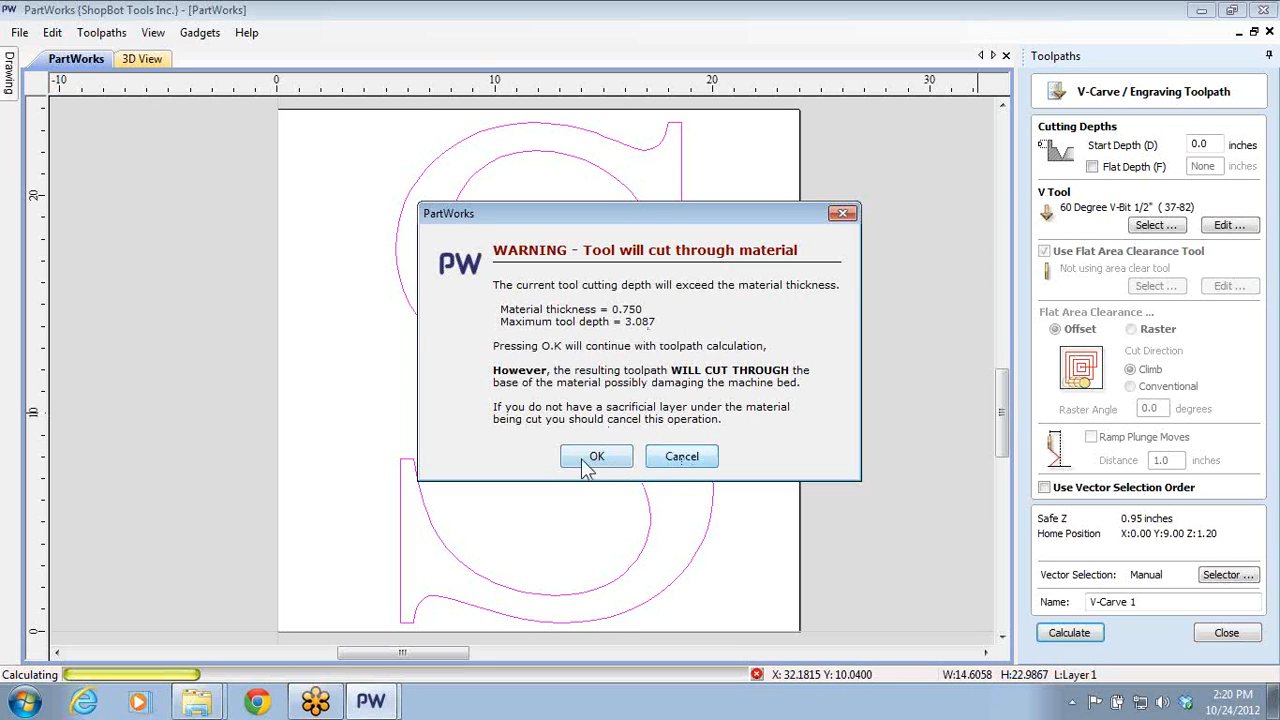 PW PartWorks {ShopBot Tools Inc.} - [PartWorks]
File Edit Toolpaths View Gadgets Help
Drawing
PartWorks 3D View
-10 0 10 20 30
20
10
0
PartWorks
PW
WARNING - Tool will cut through material
The current tool cutting depth will exceed the material thickness.
Material thickness = 0.750
Maximum tool depth = 3.087
Pressing O.K will continue with toolpath calculation,
However, the resulting toolpath WILL CUT THROUGH the
base of the material possibly damaging the machine bed.
If you do not have a sacrificial layer under the material
being cut you should cancel this operation.
OK Cancel
Toolpaths
V-Carve / Engraving Toolpath
Cutting Depths
Start Depth (D) 0.0 inches
Flat Depth (F) None inches
V Tool
60 Degree V-Bit 1/2" ( 37-82)
Select ... Edit ...
Use Flat Area Clearance Tool
Not using area clear tool
Select ... Edit ...
Flat Area Clearance ...
Offset Raster
Cut Direction
Climb
Conventional
Raster Angle 0.0 degrees
Ramp Plunge Moves
Distance 1.0 inches
Use Vector Selection Order
Safe Z 0.95 inches
Home Position X:0.00 Y:9.00 Z:1.20
Vector Selection: Manual Selector ...
Name: V-Carve 1
Calculate Close
Calculating X: 32.1815 Y: 10.0400 W:14.6058 H:22.9867 L:Layer 1
PW
2:20 PM
10/24/2012